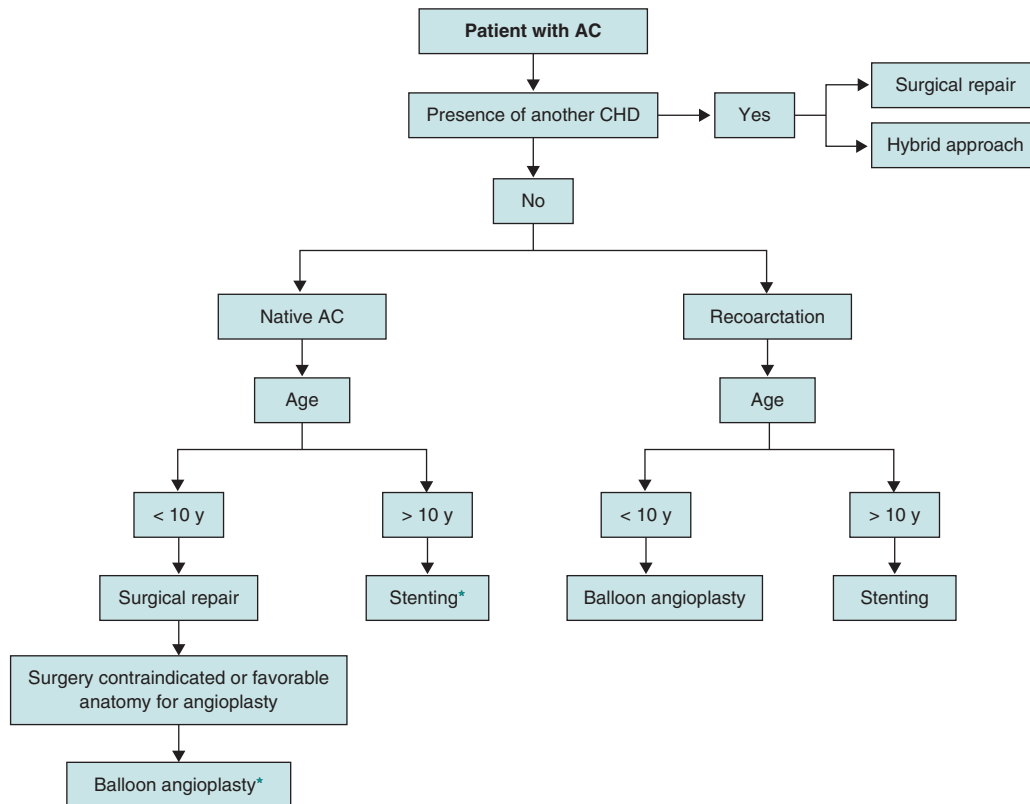 Patient with AC
Presence of another CHD
Yes
Surgical repair
Hybrid approach
No
Native AC
Recoarctation
Age
Age
< 10 y
> 10 y
< 10 y
> 10 y
Surgical repair
Stenting*
Balloon angioplasty
Stenting
Surgery contraindicated or favorable
anatomy for angioplasty
Balloon angioplasty*